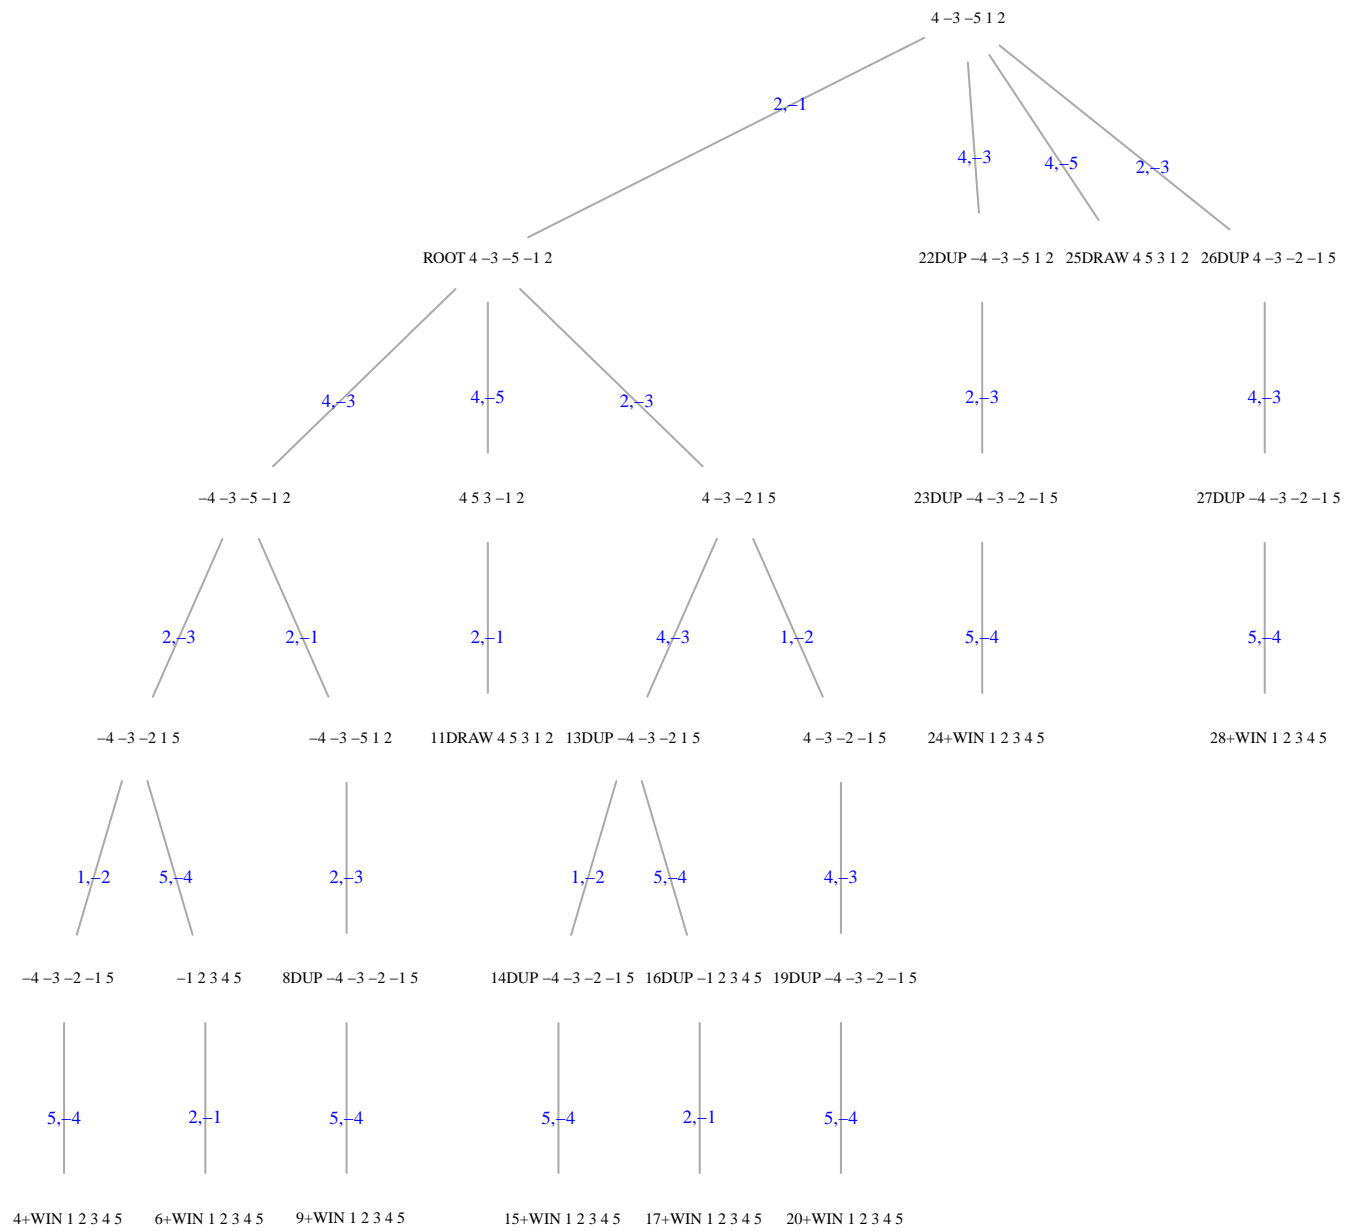 4 –3 –5 1 2
2,–1
4,–3
4,–5
2,–3
ROOT 4 –3 –5 –1 2
22DUP –4 –3 –5 1 2
25DRAW 4 5 3 1 2
26DUP 4 –3 –2 –1 5
4,–3
4,–5
2,–3
2,–3
4,–3
–4 –3 –5 –1 2
4 5 3 –1 2
4 –3 –2 1 5
23DUP –4 –3 –2 –1 5
27DUP –4 –3 –2 –1 5
2,–3
2,–1
2,–1
4,–3
1,–2
5,–4
5,–4
–4 –3 –2 1 5
–4 –3 –5 1 2
11DRAW 4 5 3 1 2
13DUP –4 –3 –2 1 5
4 –3 –2 –1 5
24+WIN 1 2 3 4 5
28+WIN 1 2 3 4 5
1,–2
5,–4
2,–3
1,–2
5,–4
4,–3
–4 –3 –2 –1 5
–1 2 3 4 5
8DUP –4 –3 –2 –1 5
14DUP –4 –3 –2 –1 5
16DUP –1 2 3 4 5
19DUP –4 –3 –2 –1 5
5,–4
2,–1
5,–4
5,–4
2,–1
5,–4
4+WIN 1 2 3 4 5
6+WIN 1 2 3 4 5
9+WIN 1 2 3 4 5
15+WIN 1 2 3 4 5
17+WIN 1 2 3 4 5
20+WIN 1 2 3 4 5